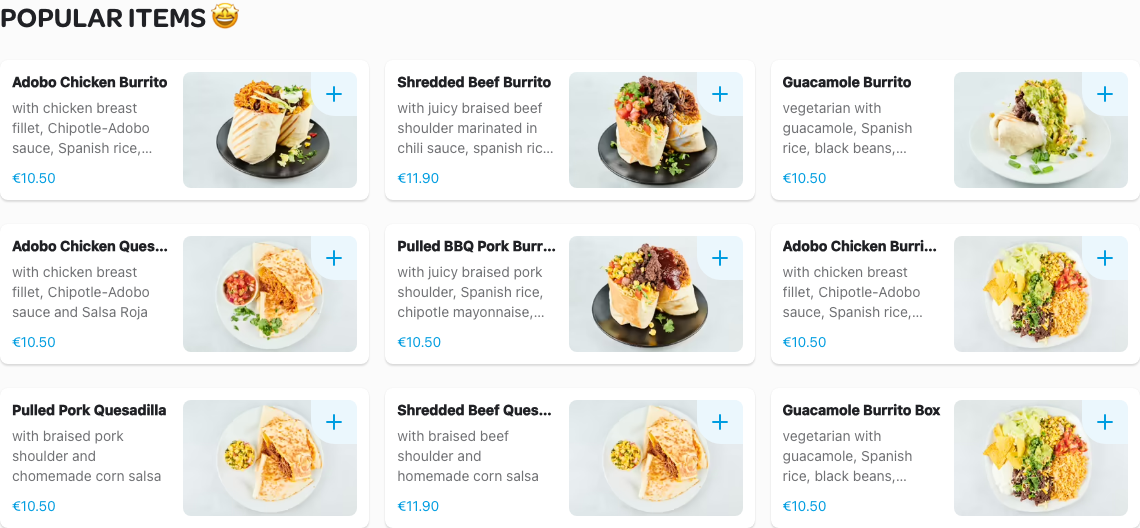 POPULAR ITEMS 🤩
Adobo Chicken Burrito
with chicken breast
fillet, Chipotle-Adobo
sauce, Spanish rice,...
€10.50
Shredded Beef Burrito
with juicy braised beef
shoulder marinated in
chili sauce, spanish ric...
€11.90
Guacamole Burrito
vegetarian with
guacamole, Spanish
rice, black beans,...
€10.50
Adobo Chicken Ques...
with chicken breast
fillet, Chipotle-Adobo
sauce and Salsa Roja
€10.50
Pulled BBQ Pork Burr...
with juicy braised pork
shoulder, Spanish rice,
chipotle mayonnaise,...
€10.50
Adobo Chicken Burri...
with chicken breast
fillet, Chipotle-Adobo
sauce, Spanish rice,...
€10.50
Pulled Pork Quesadilla
with braised pork
shoulder and
chomemade corn salsa
€10.50
Shredded Beef Ques...
with braised beef
shoulder and
homemade corn salsa
€11.90
Guacamole Burrito Box
vegetarian with
guacamole, Spanish
rice, black beans,...
€10.50